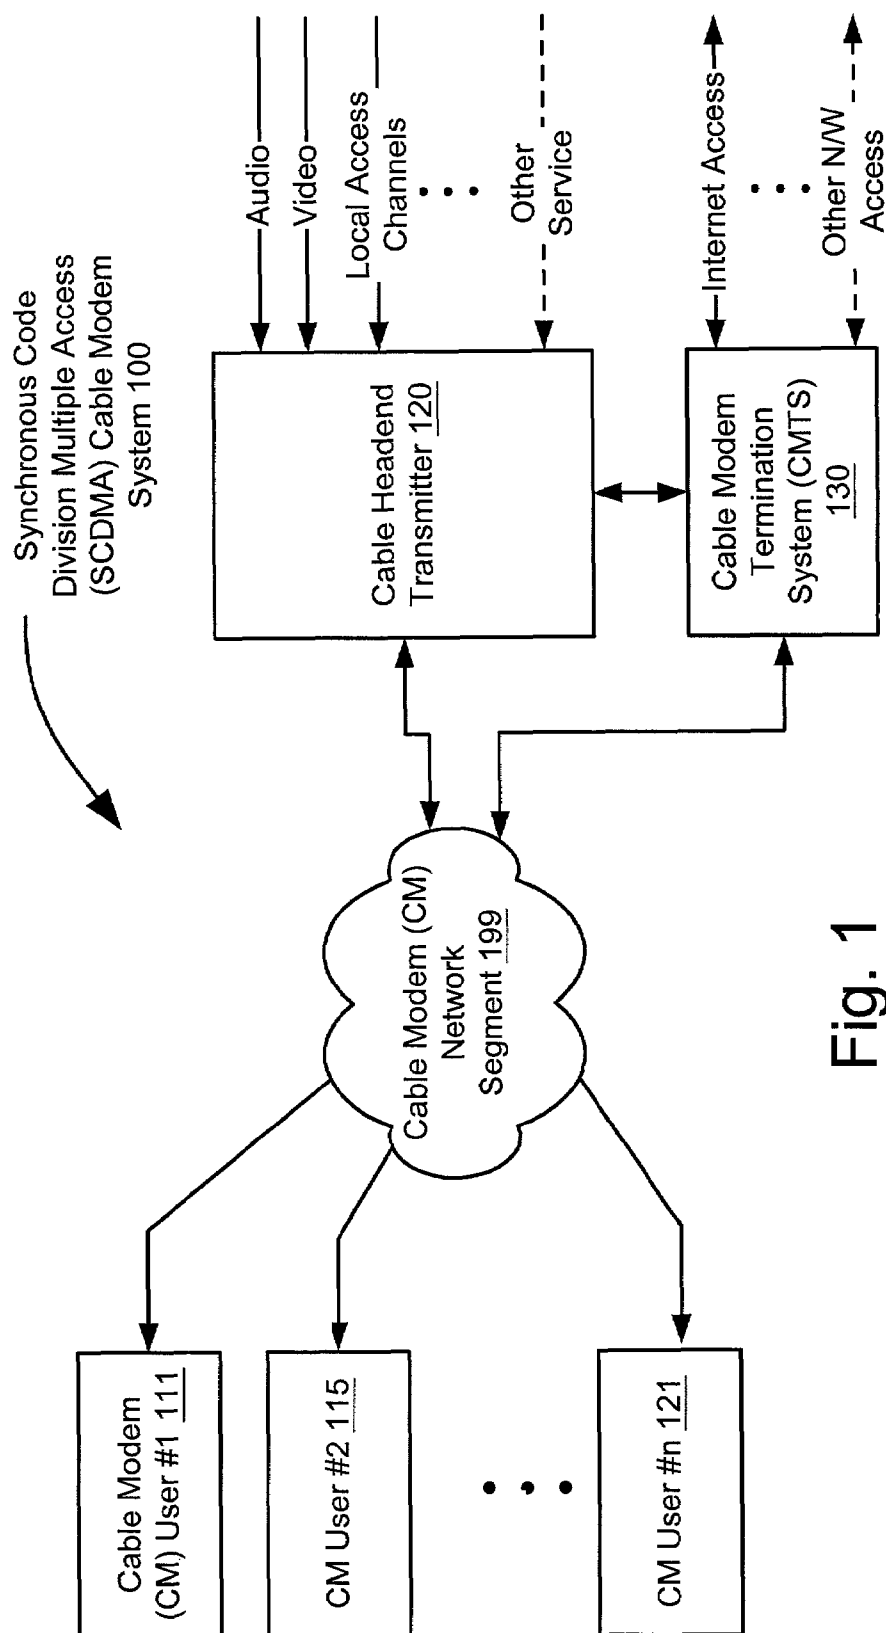 Synchronous Code
Division Multiple Access
(SCDMA) Cable Modem
System 100
Cable Modem
(CM) User #1 111
CM User #2 115
CM User #n 121
Cable Modem (CM)
Network
Segment 199
Cable Headend
Transmitter 120
Audio
Video
Local Access
Channels
Other
Service
Cable Modem
Termination
System (CMTS)
130
Internet Access
Other N/W
Access
Fig. 1